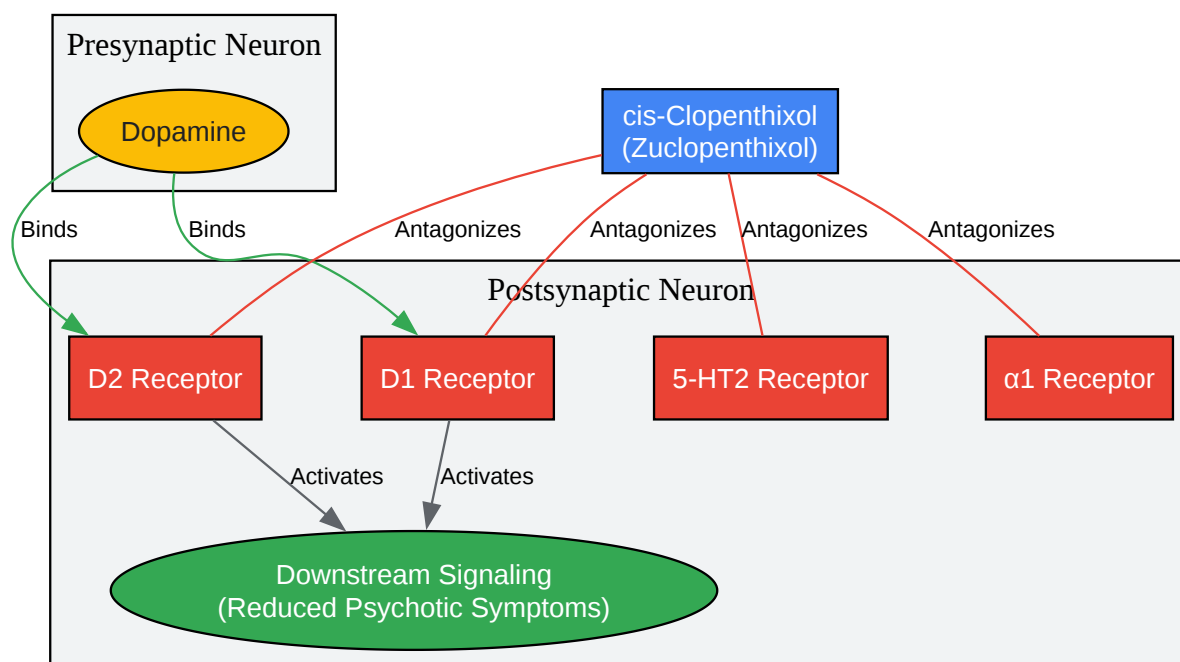 Presynaptic Neuron
Dopamine
cis-Clopenthixol
(Zuclopenthixol)
Binds
Binds
Antagonizes
Antagonizes
Antagonizes
Antagonizes
Postsynaptic Neuron
D2 Receptor
D1 Receptor
5-HT2 Receptor
α1 Receptor
Activates
Activates
Downstream Signaling
(Reduced Psychotic Symptoms)